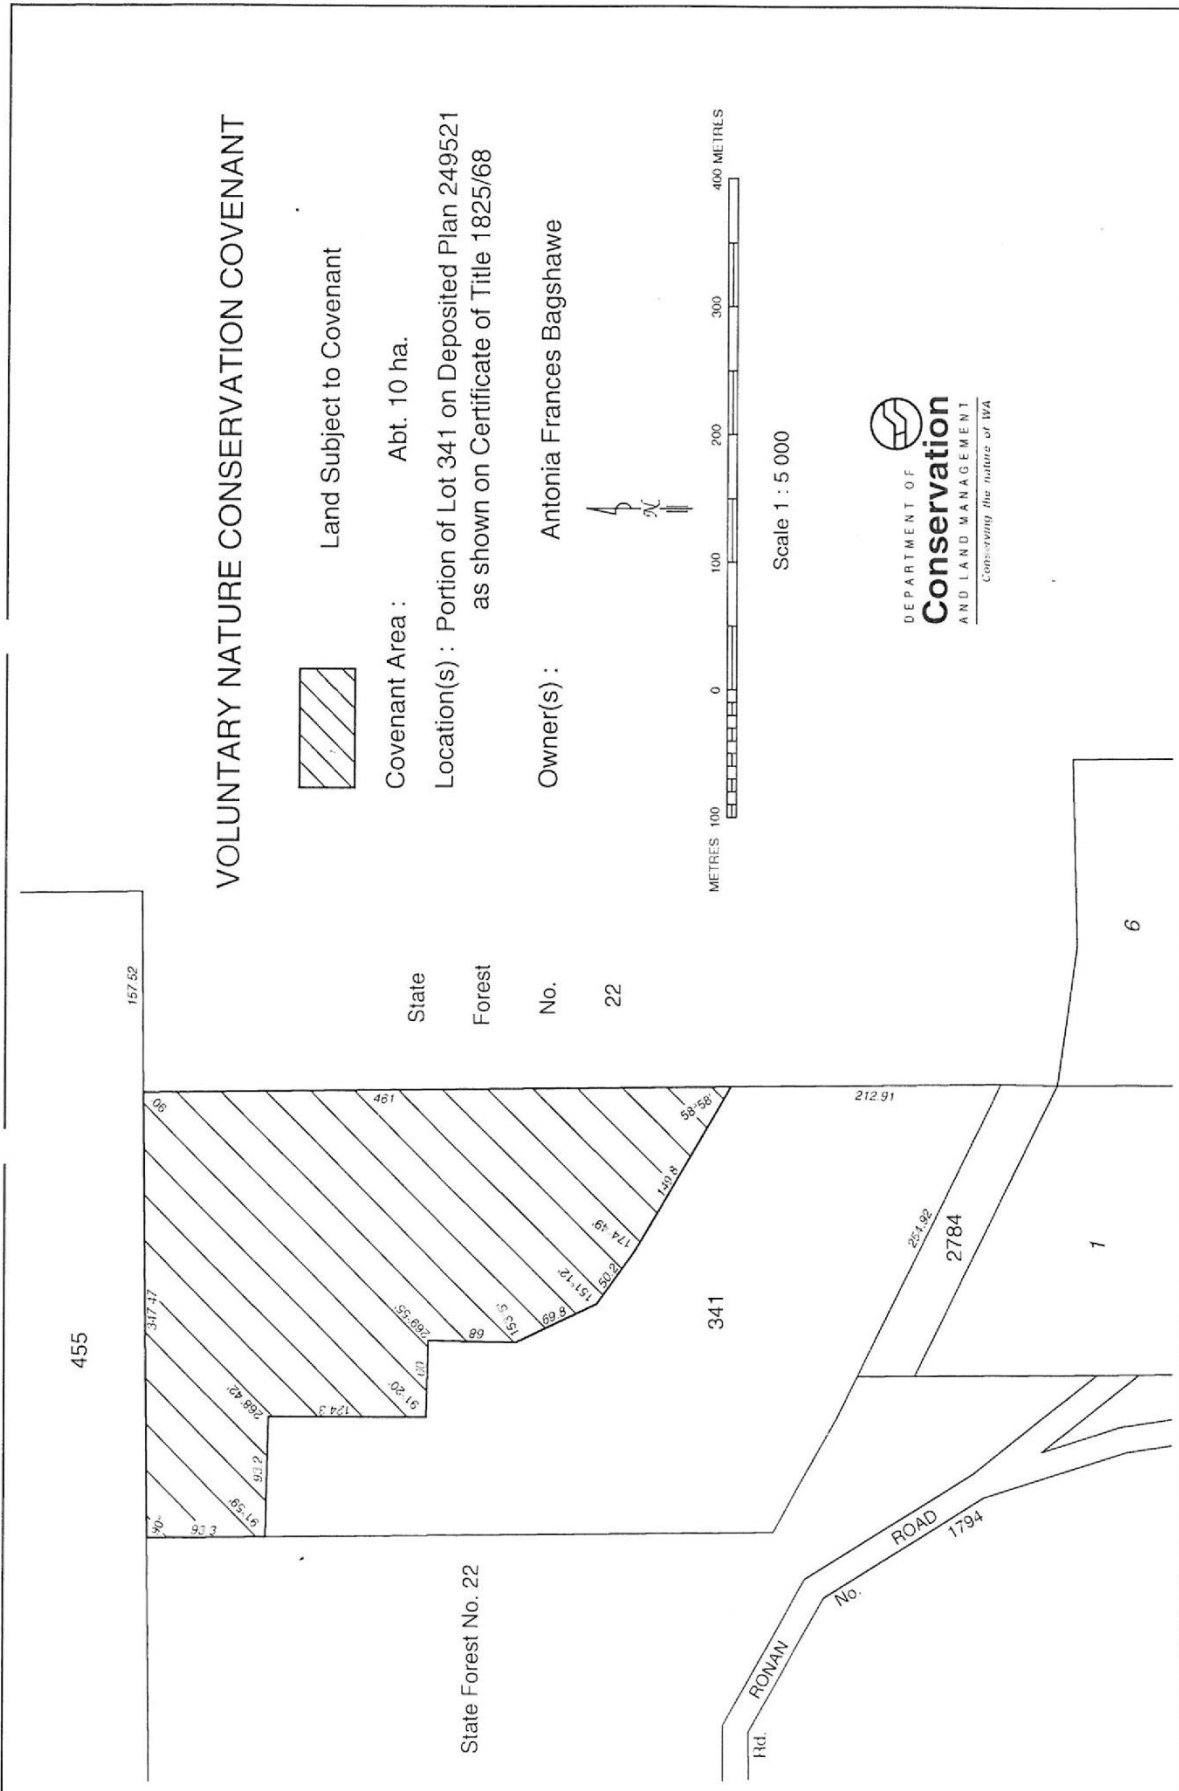 VOLUNTARY NATURE CONSERVATION COVENANT
Land Subject to Covenant
Covenant Area : Abt. 10 ha.
Location(s) : Portion of Lot 341 on Deposited Plan 249521
as shown on Certificate of Title 1825/68
Owner(s) : Antonia Frances Bagshawe
N
METRES 100 0 100 200 300 400 METRES
Scale 1 : 5 000
DEPARTMENT OF
Conservation
AND LAND MANAGEMENT
Conserving the nature of WA
455
157.52
347.47
90°
93.3
91°59'
93.2
268°42'
124.3
91°20'
60
269°55'
68
153°5'
69.8
151°12'
50.2
174°49'
149.8
58°58'
461
90
State
Forest
No.
22
State Forest No. 22
341
212.91
254.92
2784
1
6
RONAN ROAD
Rd. No. 1794